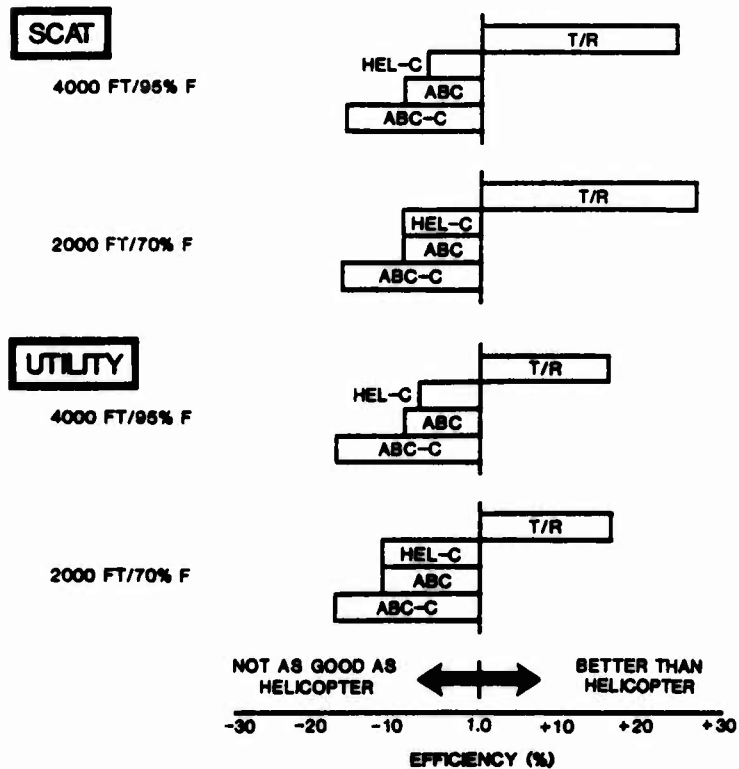 SCAT
T/R
HEL-C
4000 FT/95% F
ABC
ABC-C
T/R
HEL-C
2000 FT/70% F
ABC
ABC-C
UTILITY
T/R
HEL-C
4000 FT/95% F
ABC
ABC-C
T/R
HEL-C
2000 FT/70% F
ABC
ABC-C
NOT AS GOOD AS
HELICOPTER
BETTER THAN
HELICOPTER
-30 -20 -10 1.0 +10 +20 +30
EFFICIENCY (%)